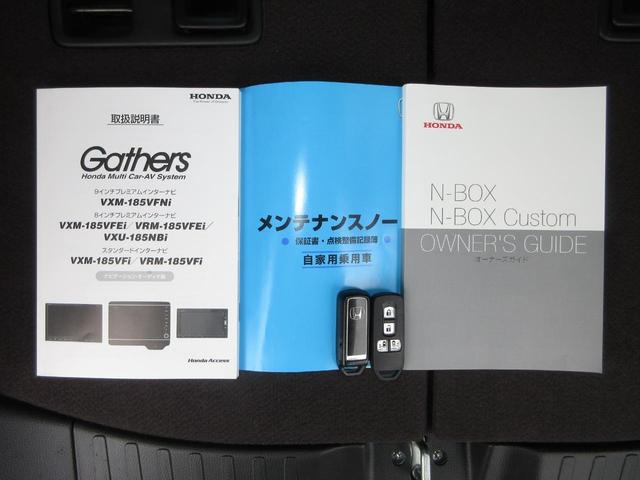 HONDA
The Power of Dreams
取扱説明書
Gathers
Honda Multi Car-AV System
9インチプレミアムインターナビ
VXM-185VFNi
8インチプレミアムインターナビ
VXM-185VFEi/VRM-185VFEi/
VXU-185NBi
スタンダードインターナビ
VXM-185VFi/VRM-185VFi
ナビゲーション・オーディオ編
Honda Access
メンテナンスノー
保証書・点検整備記録簿
自家用乗用車
HONDA
N-BOX
N-BOX Custom
OWNER'S GUIDE
オーナーズガイド